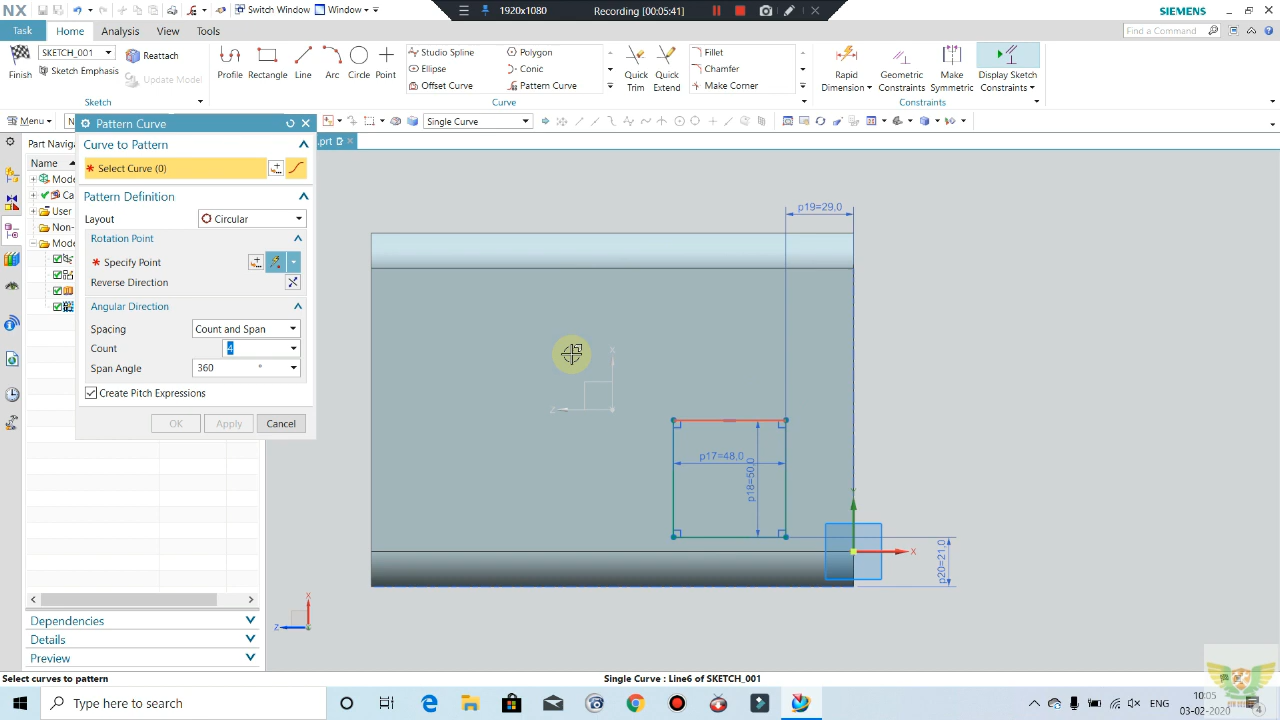 NX
Switch Window
Window
1920x1080
Recording [00:05:41]
SIEMENS
Task
Home
Analysis
View
Tools
Find a Command
Finish
SKETCH_001
Reattach
Sketch Emphasis
Update Model
Profile
Rectangle
Line
Arc
Circle
Point
Studio Spline
Polygon
Ellipse
Conic
Offset Curve
Pattern Curve
Quick
Trim
Quick
Extend
Fillet
Chamfer
Make Corner
Rapid
Dimension
Geometric
Constraints
Make
Symmetric
Display Sketch
Constraints
Sketch
Curve
Constraints
Menu
Single Curve
Pattern Curve
.prt
Part Navig
Name
Mode
Ca
User
Non-
Mode
Curve to Pattern
* Select Curve (0)
Pattern Definition
Layout
Circular
Rotation Point
* Specify Point
Reverse Direction
Angular Direction
Spacing
Count and Span
Count
4
Span Angle
360
°
Create Pitch Expressions
OK
Apply
Cancel
p19=29,0
X
Z
p17=48,0
p18=50,0
Y
X
p20=21,0
X
Z
Dependencies
Details
Preview
Select curves to pattern
Single Curve : Line6 of SKETCH_001
Type here to search
ENG
10:05
03-02-2020
4